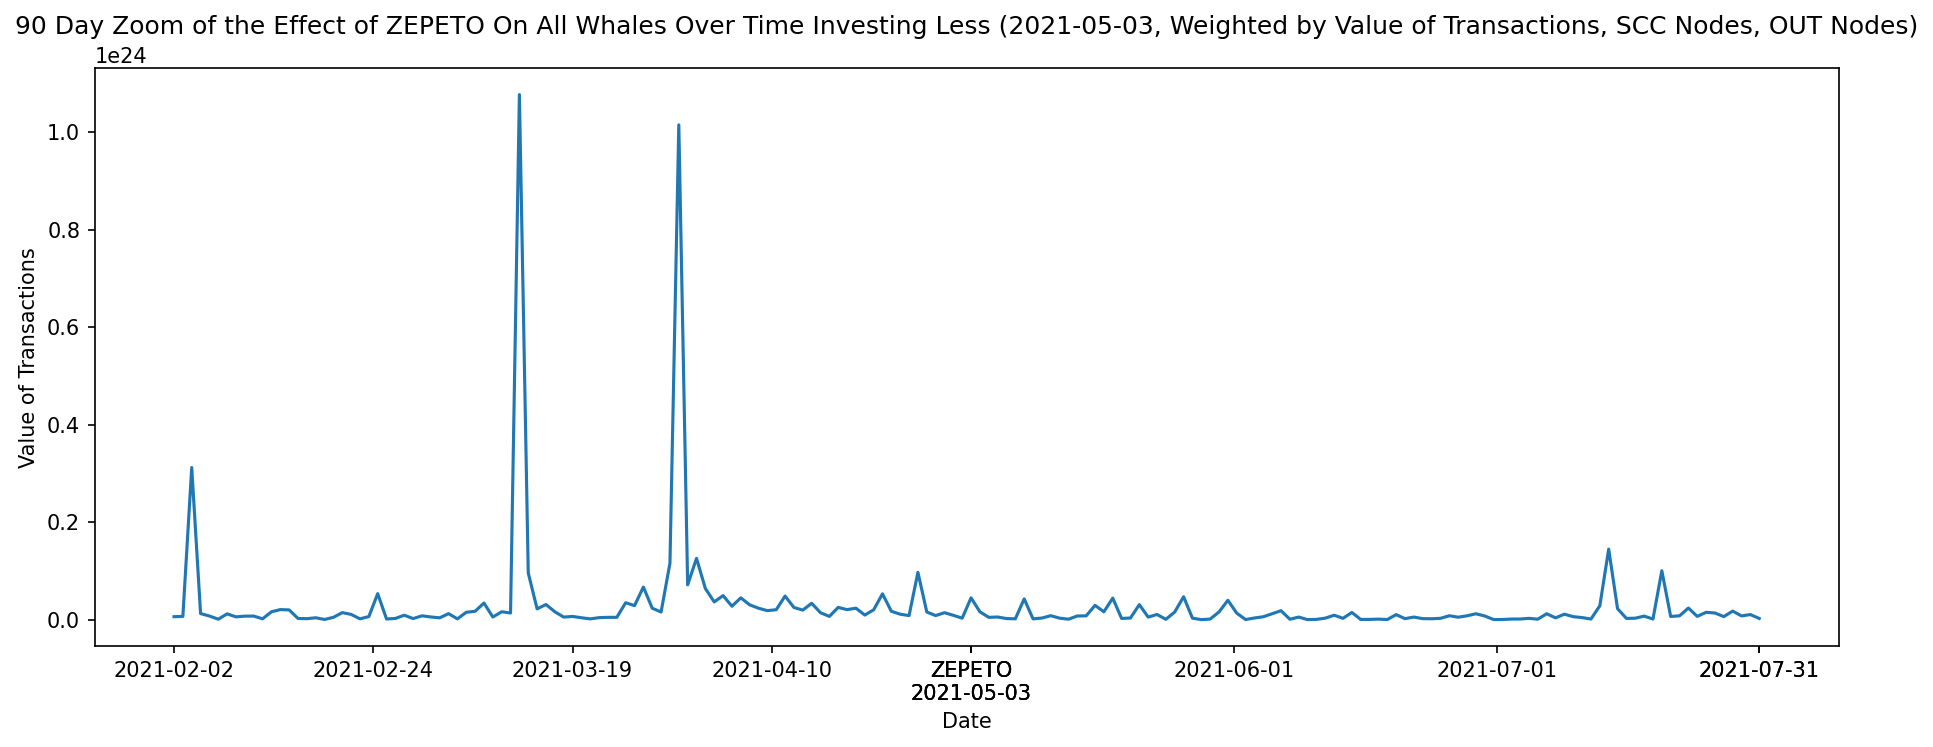 90 Day Zoom of the Effect of ZEPETO On All Whales Over Time Investing Less (2021-05-03, Weighted by Value of Transactions, SCC Nodes, OUT Nodes)
1e24
1.0
0.8
0.6
0.4
0.2
0.0
Value of Transactions
2021-02-02 2021-02-24 2021-03-19 2021-04-10 ZEPETO 2021-06-01 2021-07-01 2021-07-31
2021-05-03
Date